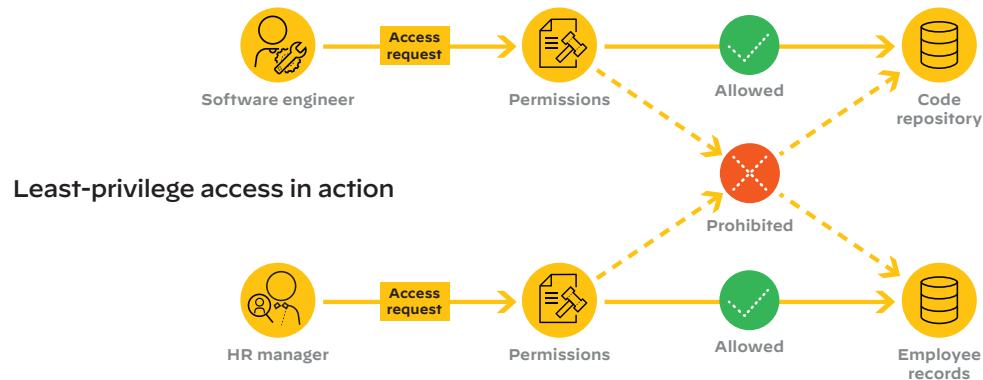 Access
request
Software engineer
Permissions
Allowed
Code
repository
Least-privilege access in action
Prohibited
Access
request
HR manager
Permissions
Allowed
Employee
records